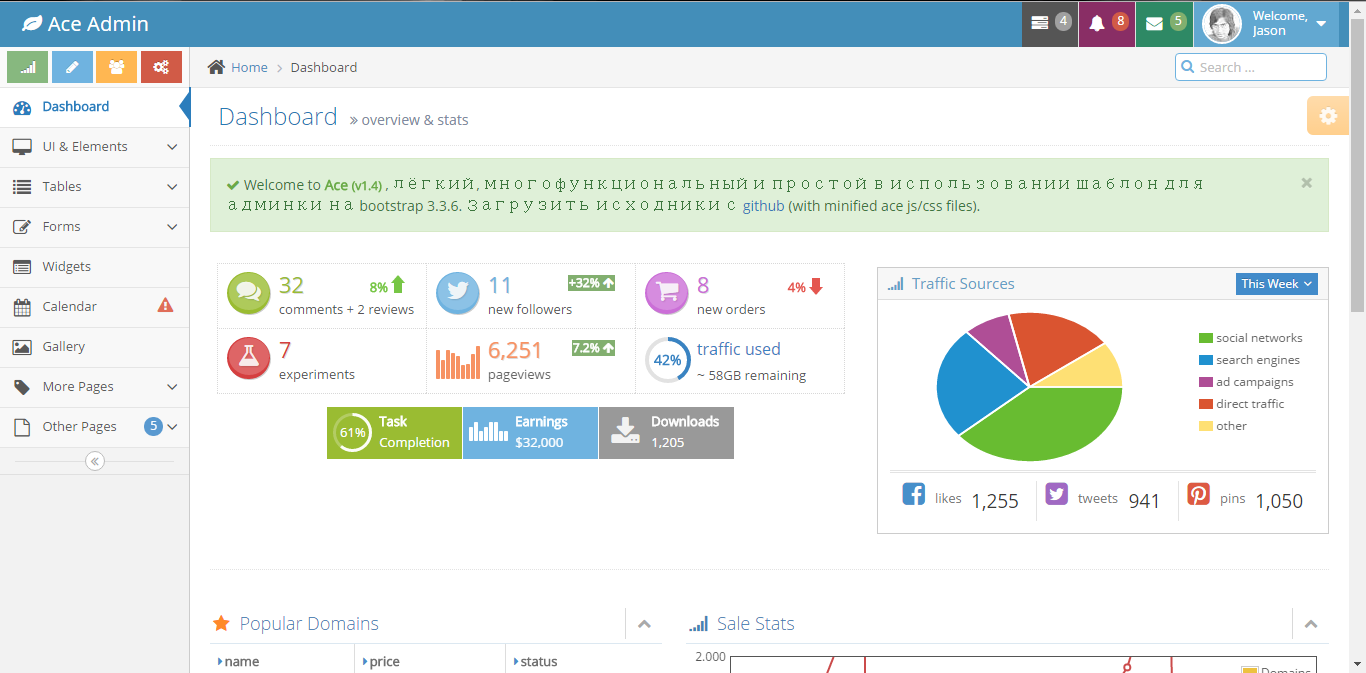 Ace Admin
4
8
5
Welcome,
Jason
Home > Dashboard
Search ...
Dashboard
UI & Elements
Tables
Forms
Widgets
Calendar
Gallery
More Pages
Other Pages 5
Dashboard » overview & stats
Welcome to Ace (v1.4) , лёгкий, многофункциональный и простой в использовании шаблон для
админки на bootstrap 3.3.6. Загрузить исходники с github (with minified ace js/css files).
×
32 8%
comments + 2 reviews
11 +32%
new followers
8 4%
new orders
7
experiments
6,251 7.2%
pageviews
42% traffic used
~ 58GB remaining
61% Task
Completion
Earnings
$32,000
Downloads
1,205
Traffic Sources This Week
social networks
search engines
ad campaigns
direct traffic
other
likes 1,255
tweets 941
pins 1,050
Popular Domains
name price status
Sale Stats
2.000
Domains